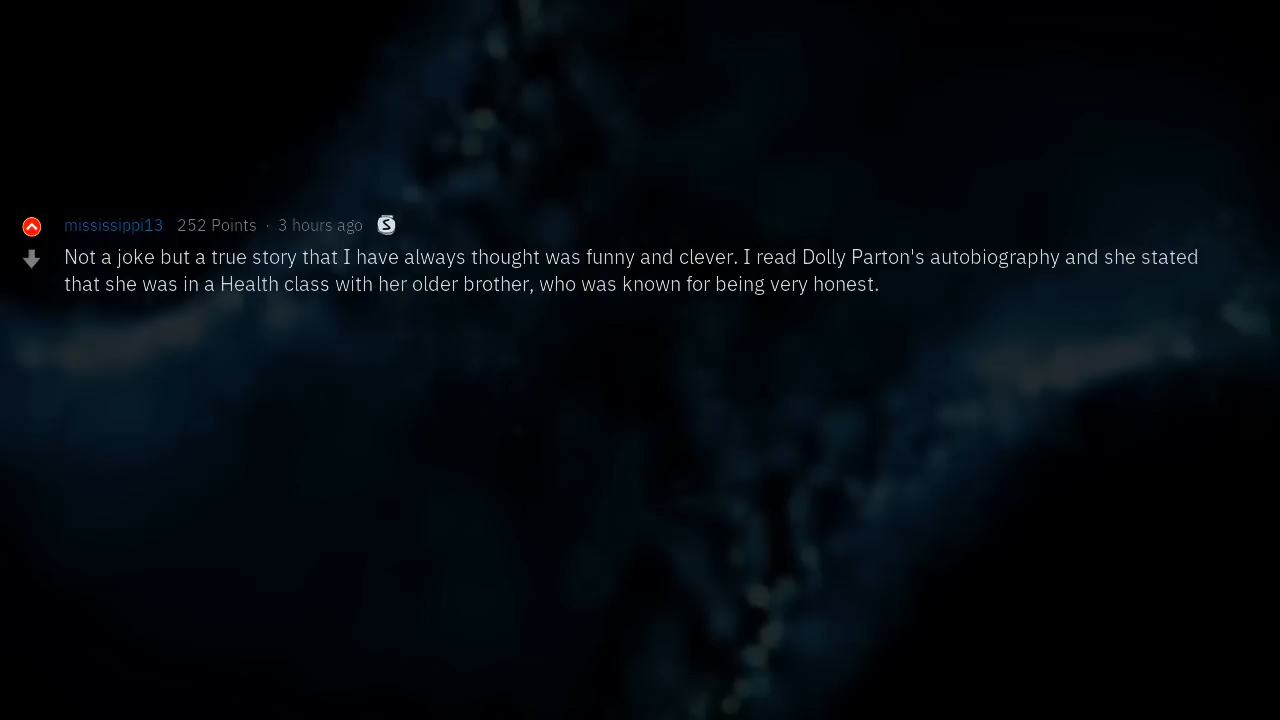 mississippi13 252 Points · 3 hours ago S
Not a joke but a true story that I have always thought was funny and clever. I read Dolly Parton's autobiography and she stated
that she was in a Health class with her older brother, who was known for being very honest.